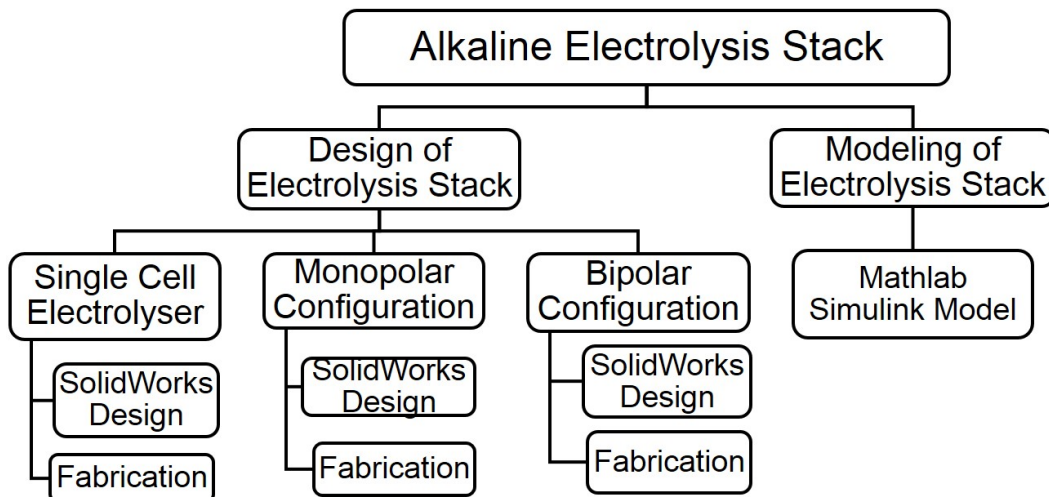 Alkaline Electrolysis Stack
Design of
Electrolysis Stack
Modeling of
Electrolysis Stack
Single Cell
Electrolyser
Monopolar
Configuration
Bipolar
Configuration
Mathlab
Simulink Model
SolidWorks
Design
Fabrication
SolidWorks
Design
Fabrication
SolidWorks
Design
Fabrication